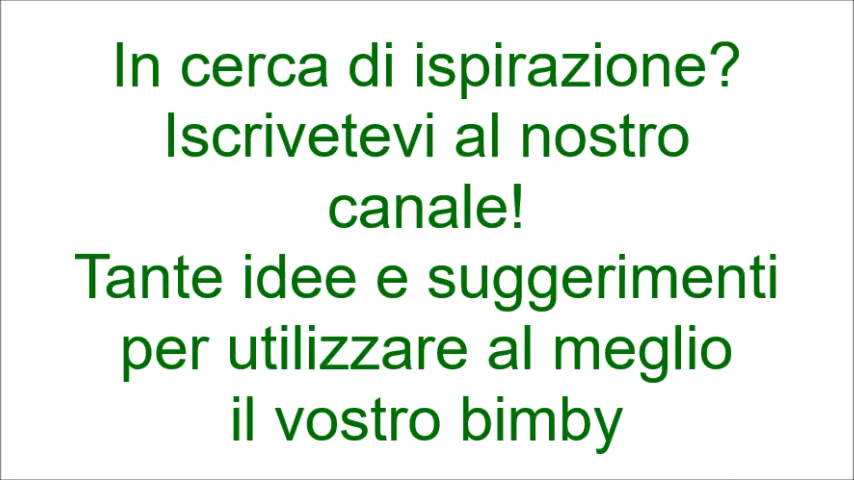 In cerca di ispirazione?
Iscrivetevi al nostro
canale!
Tante idee e suggerimenti
per utilizzare al meglio
il vostro bimby